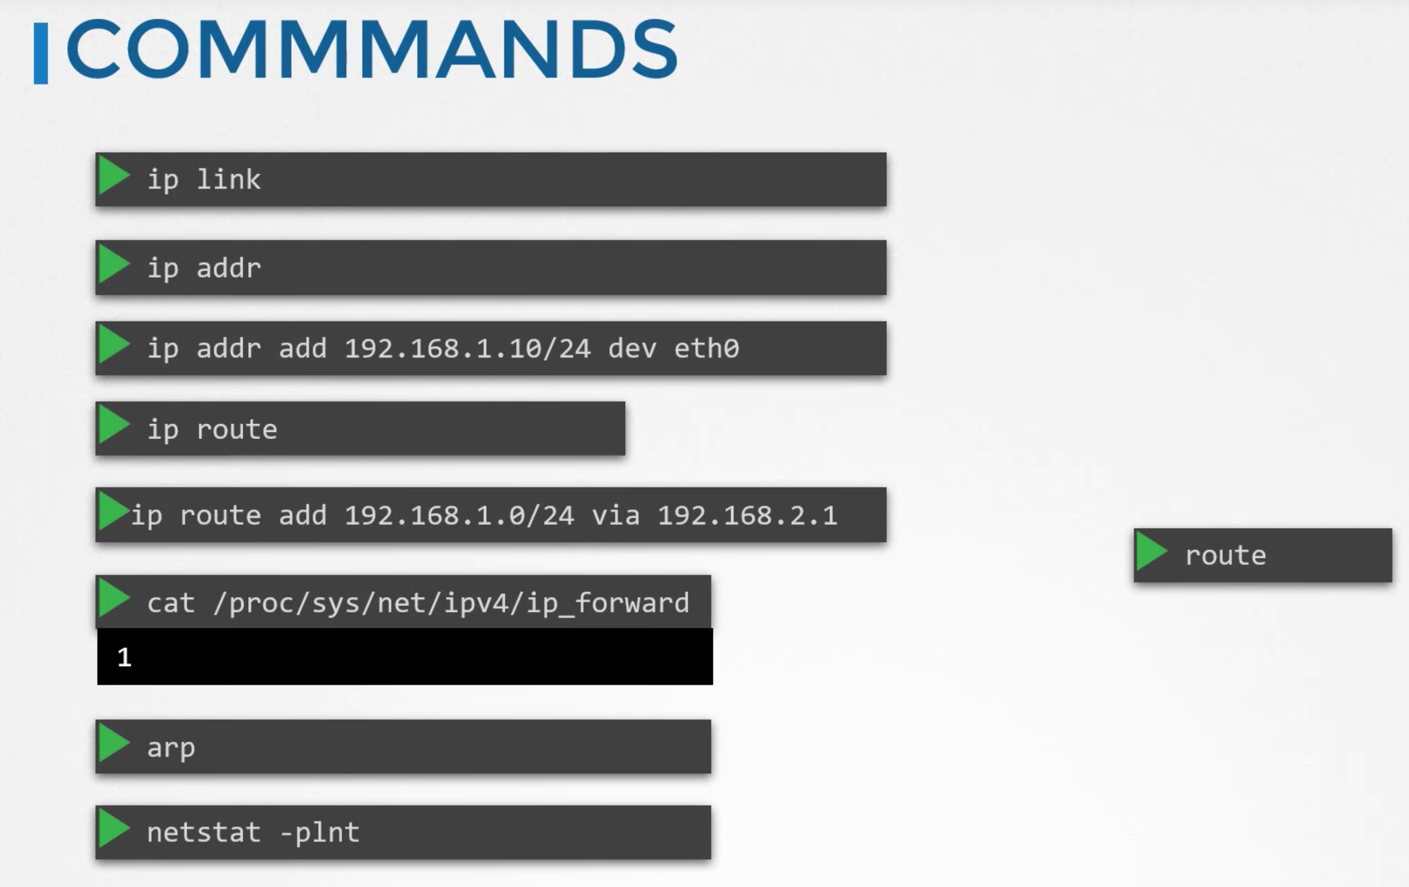 COMMMANDS
ip link
ip addr
ip addr add 192.168.1.10/24 dev eth0
ip route
ip route add 192.168.1.0/24 via 192.168.2.1
route
cat /proc/sys/net/ipv4/ip_forward
1
arp
netstat -plnt